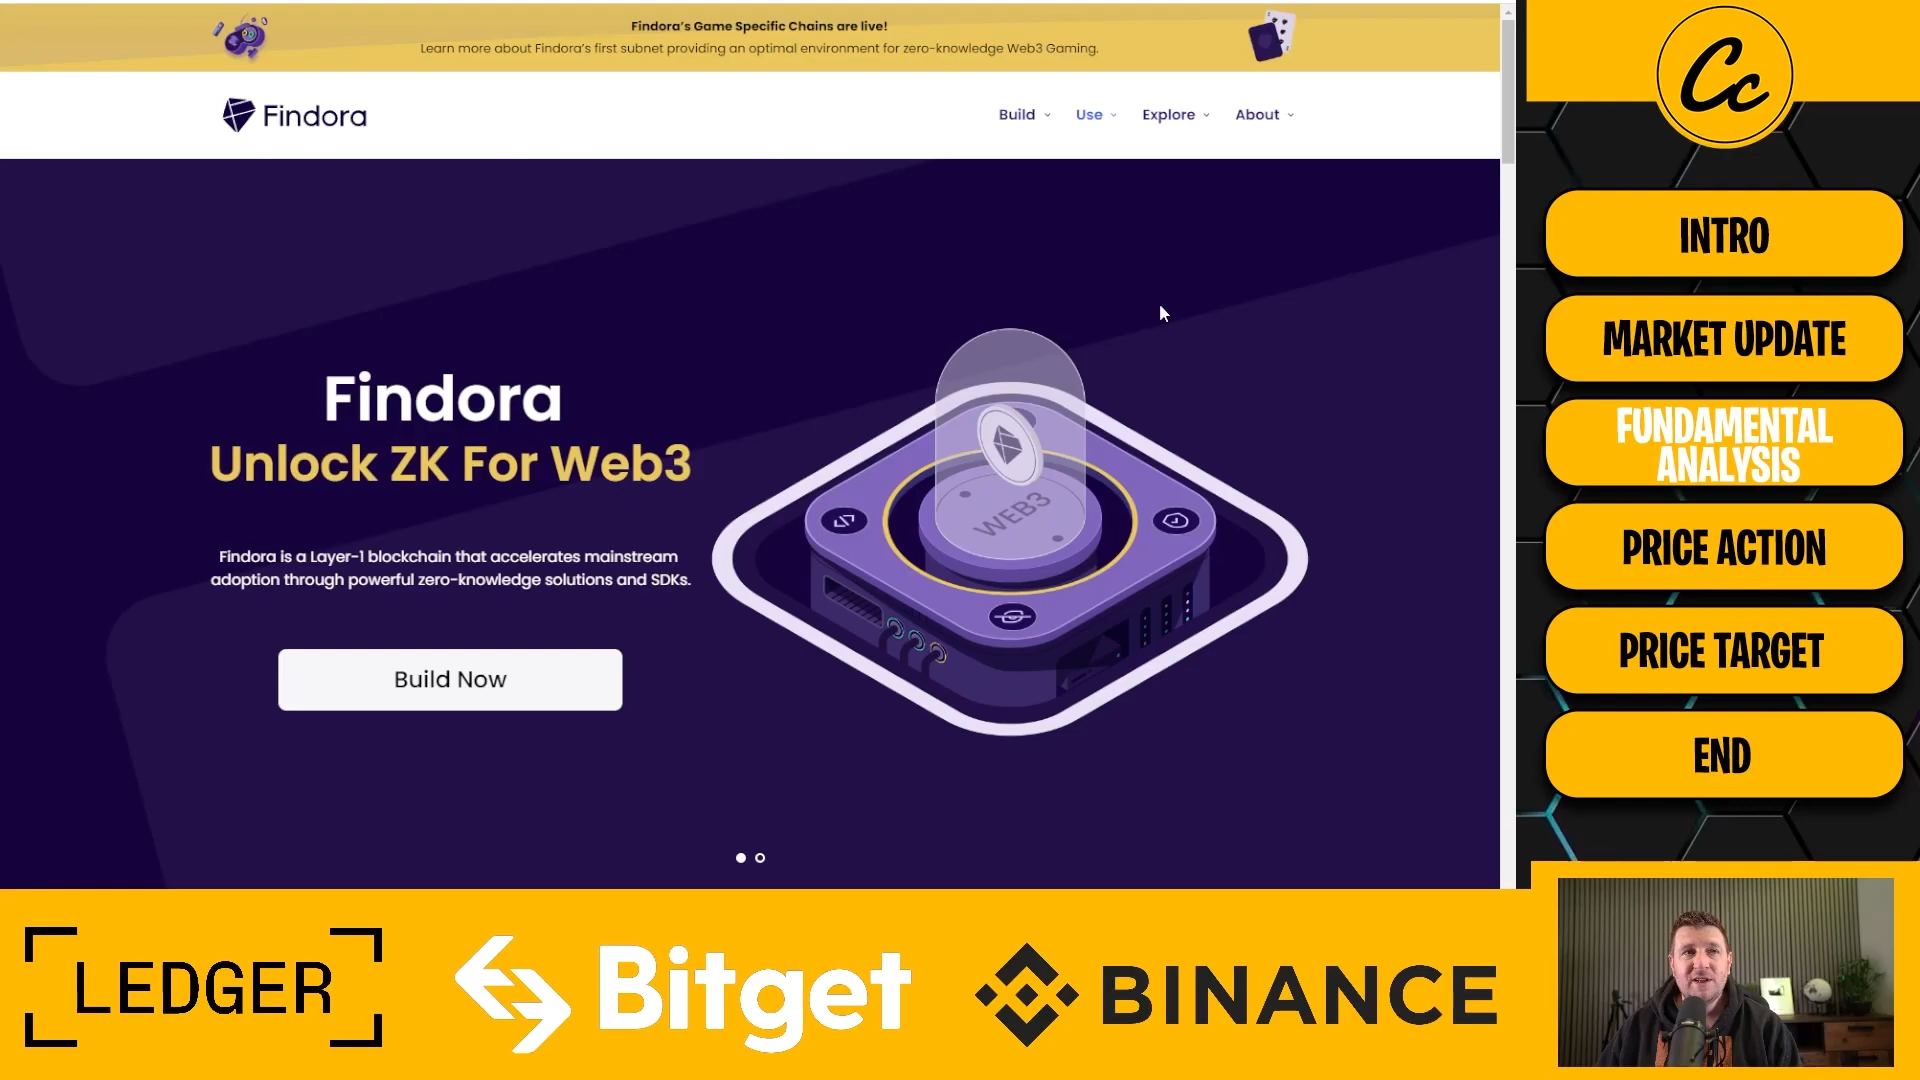 Findora's Game Specific Chains are live!
Learn more about Findora's first subnet providing an optimal environment for zero-knowledge Web3 Gaming.
Findora
Build
Use
Explore
About
Findora
Unlock ZK For Web3
Findora is a Layer-1 blockchain that accelerates mainstream
adoption through powerful zero-knowledge solutions and SDKs.
Build Now
WEB3
Cc
INTRO
MARKET UPDATE
FUNDAMENTAL
ANALYSIS
PRICE ACTION
PRICE TARGET
END
LEDGER
Bitget
BINANCE